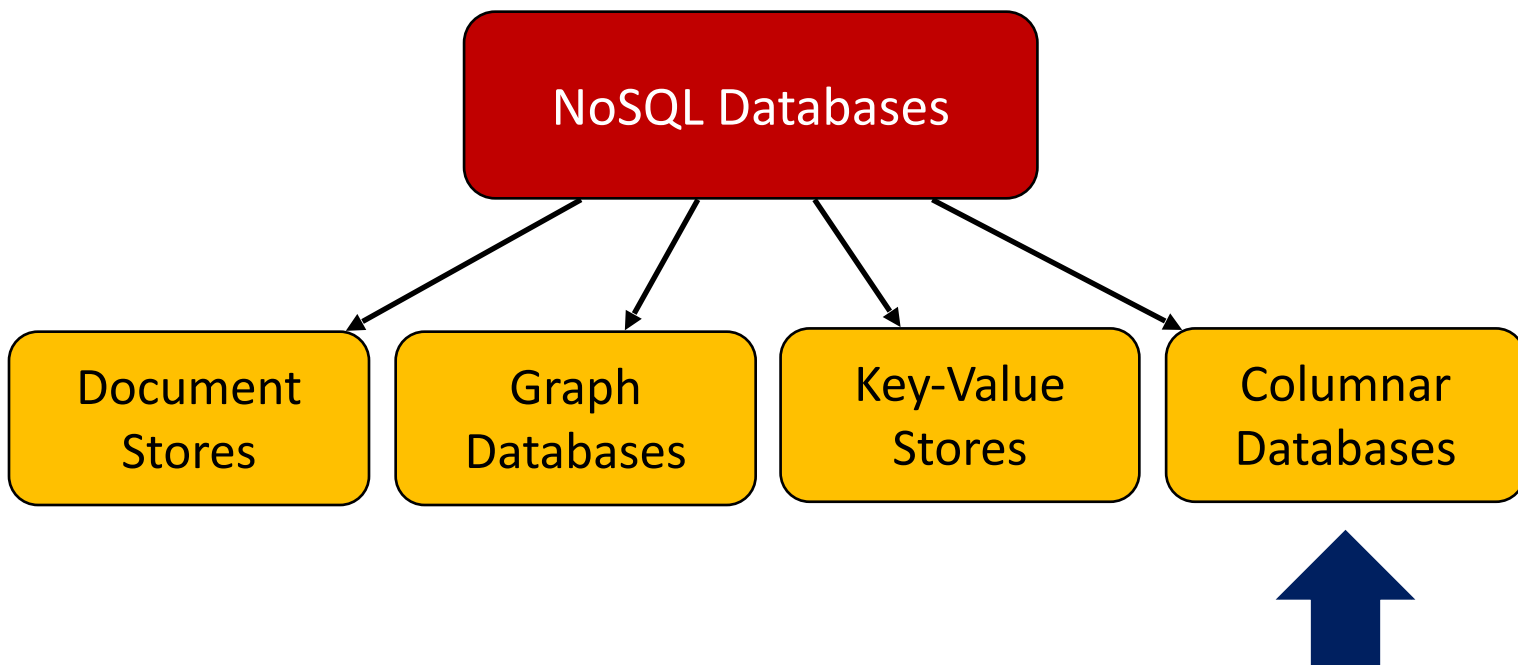 NoSQL Databases
Document
Stores
Graph
Databases
Key-Value
Stores
Columnar
Databases